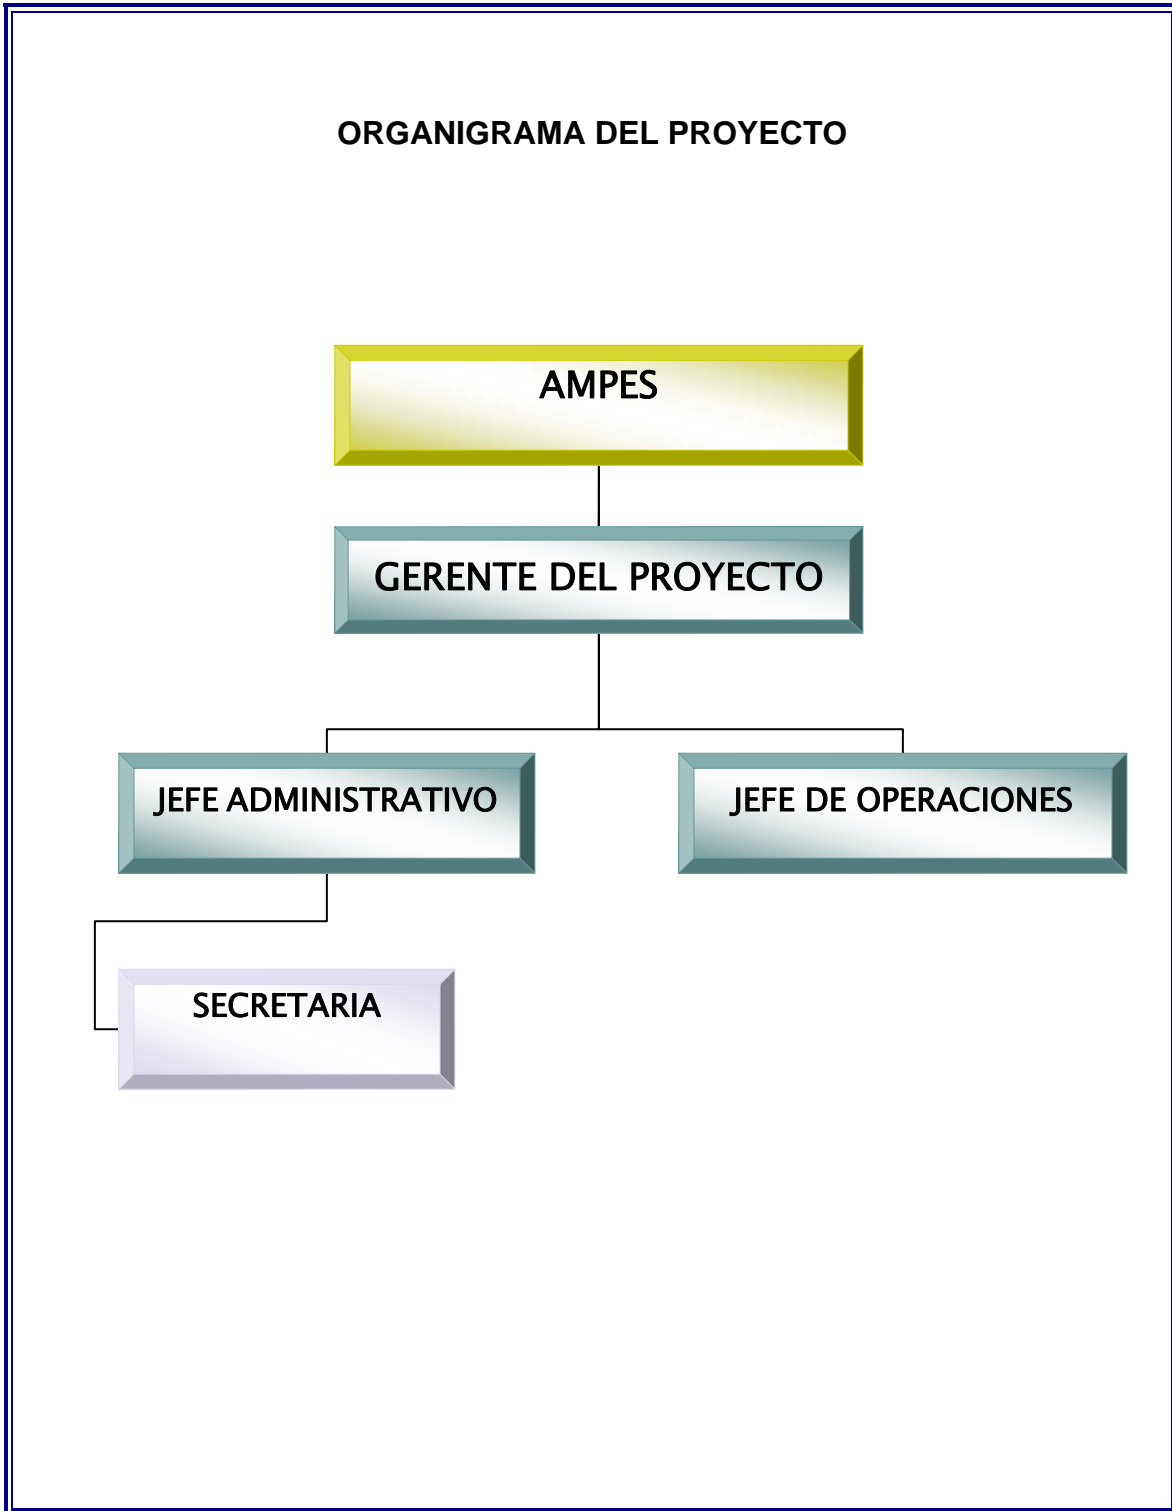 ORGANIGRAMA DEL PROYECTO
AMPES
GERENTE DEL PROYECTO
JEFE ADMINISTRATIVO
JEFE DE OPERACIONES
SECRETARIA